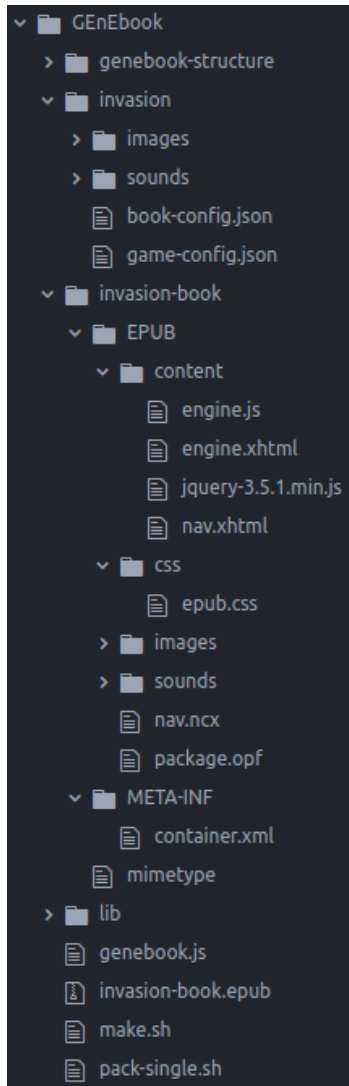 GEnEbook
genebook-structure
invasion
images
sounds
book-config.json
game-config.json
invasion-book
EPUB
content
engine.js
engine.xhtml
jquery-3.5.1.min.js
nav.xhtml
css
epub.css
images
sounds
nav.ncx
package.opf
META-INF
container.xml
mimetype
lib
genebook.js
invasion-book.epub
make.sh
pack-single.sh